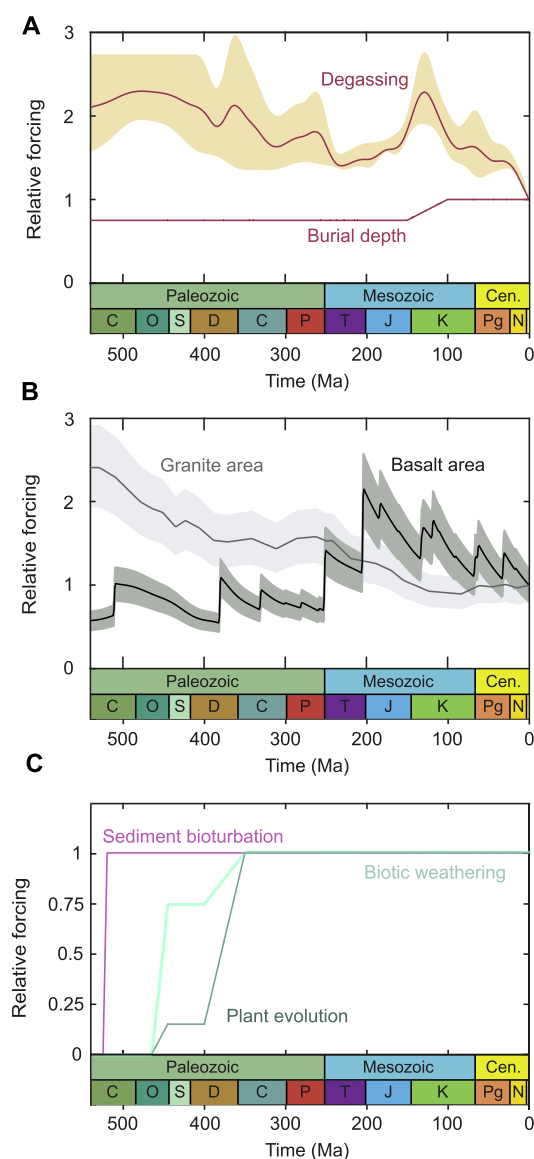 A
3
Degassing
2
Relative forcing
1
Burial depth
0
Paleozoic Mesozoic Cen.
C O S D C P T J K Pg N
500 400 300 200 100 0
Time (Ma)
B
3
Granite area Basalt area
2
Relative forcing
1
0
Paleozoic Mesozoic Cen.
C O S D C P T J K Pg N
500 400 300 200 100 0
Time (Ma)
C
Sediment bioturbation
1
Biotic weathering
0.75
Relative forcing
0.5
0.25
Plant evolution
0
Paleozoic Mesozoic Cen.
C O S D C P T J K Pg N
500 400 300 200 100 0
Time (Ma)